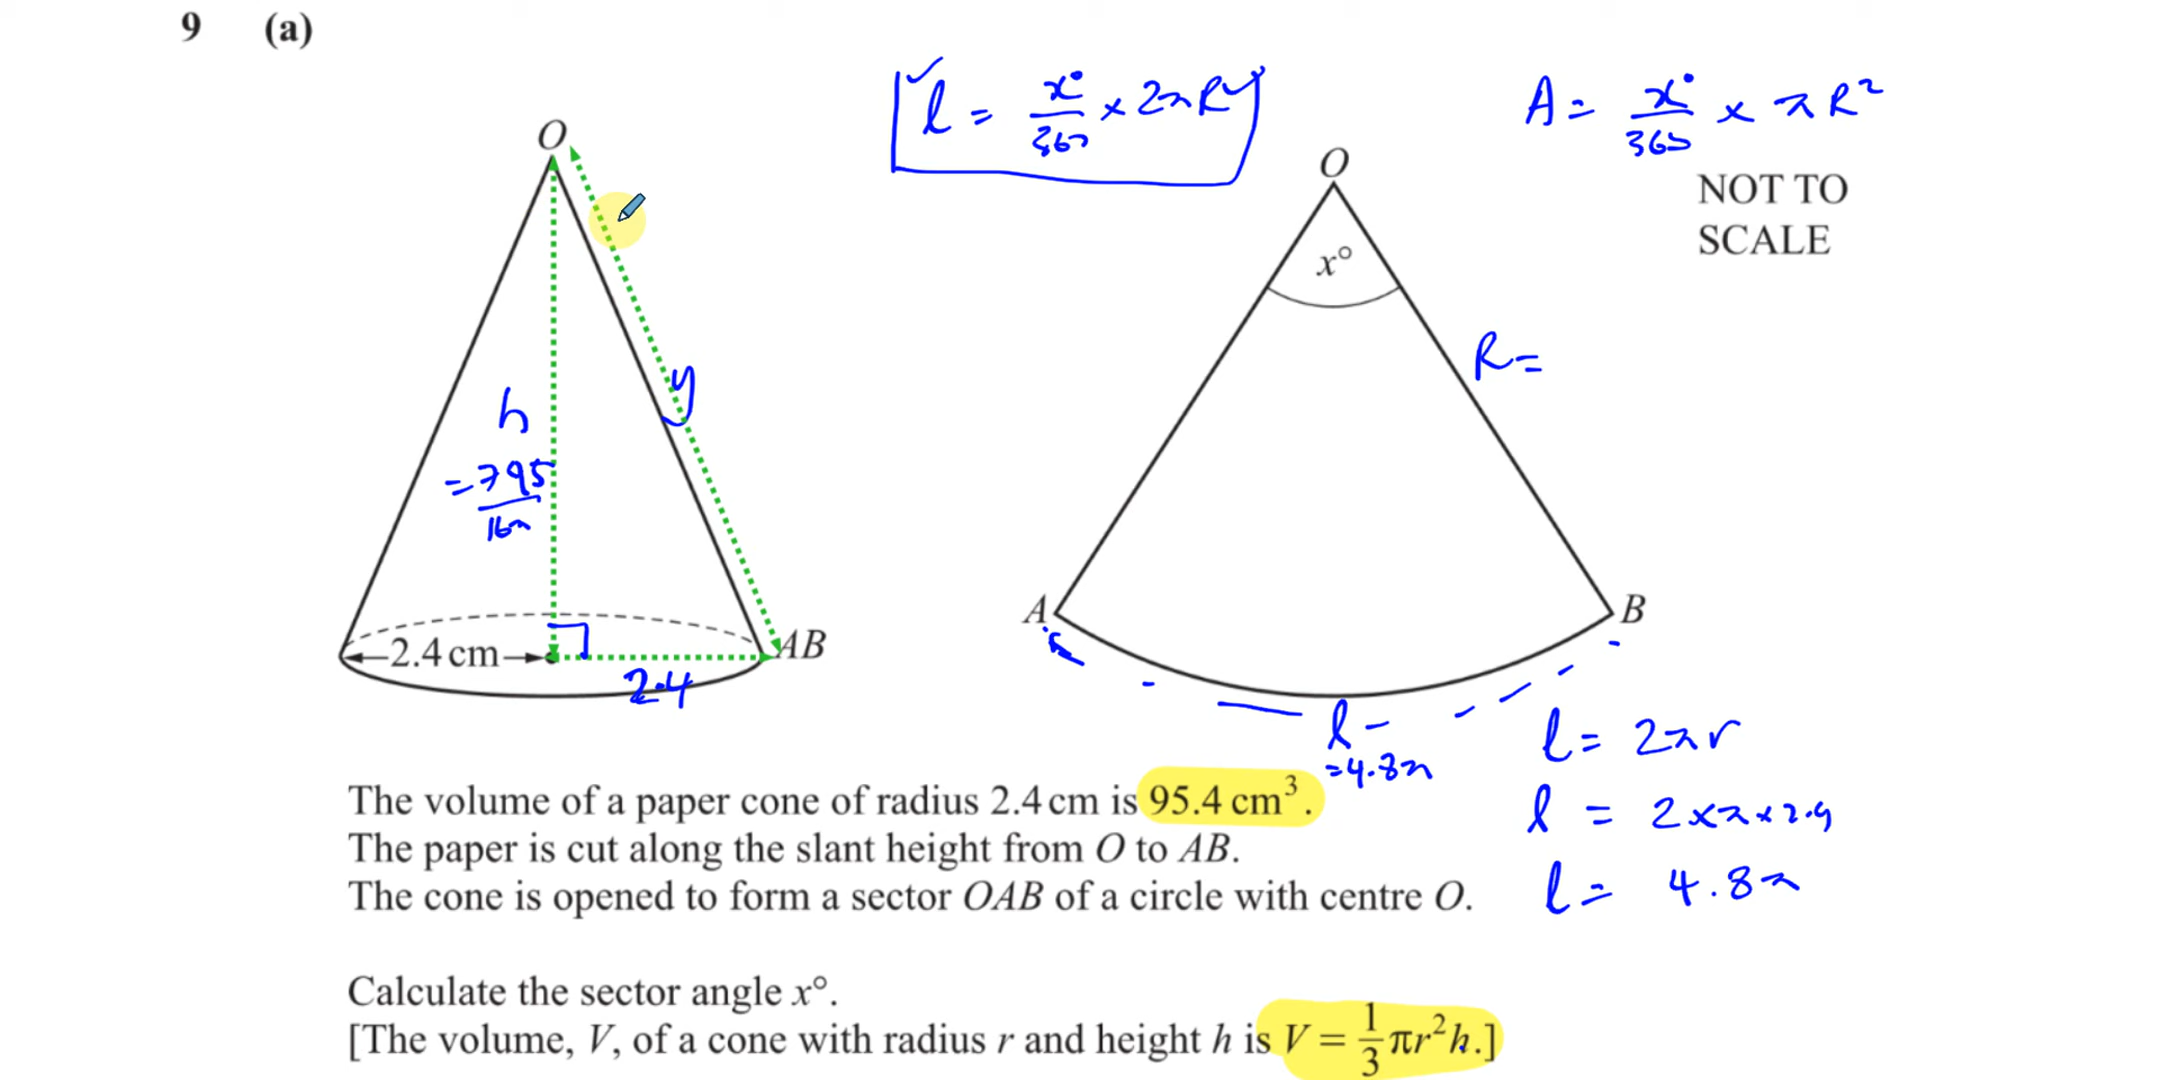 9 (a)
l = x°/360 × 2πR
A = x°/360 × πR²
NOT TO
SCALE
O
O
x°
R =
y
h
= 795/16π
A
B
2.4 cm
AB
2.4
l =
= 4.8π
l = 2πr
l = 2 × π × 2.4
l = 4.8π
The volume of a paper cone of radius 2.4 cm is 95.4 cm³.
The paper is cut along the slant height from O to AB.
The cone is opened to form a sector OAB of a circle with centre O.
Calculate the sector angle x°.
[The volume, V, of a cone with radius r and height h is V = 1/3 πr²h.]